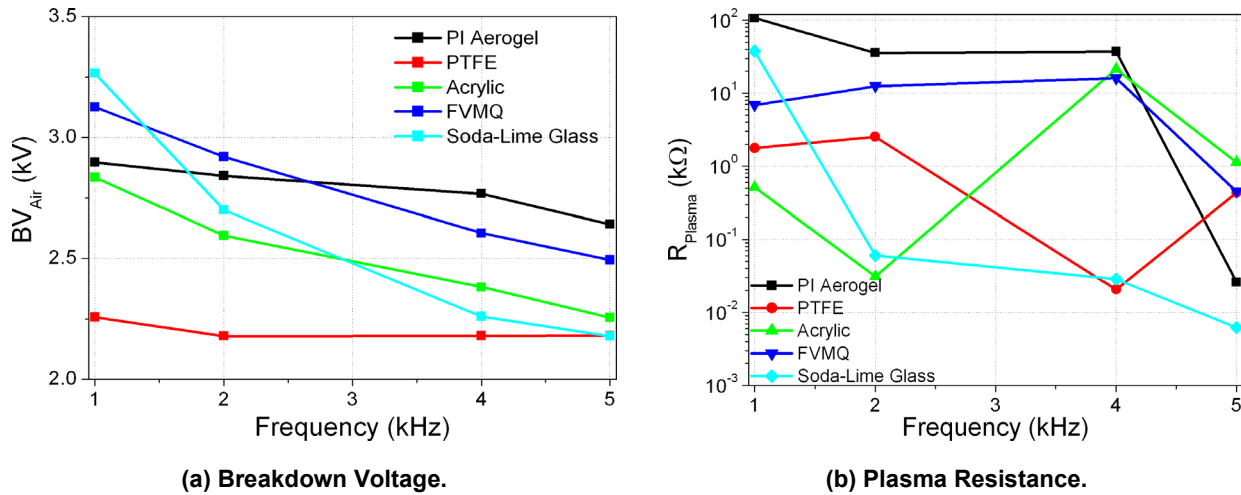 3.5
3.0
2.5
2.0
BV_Air (kV)
PI Aerogel
PTFE
Acrylic
FVMQ
Soda-Lime Glass
1 2 3 4 5
Frequency (kHz)
(a) Breakdown Voltage.
10^2
10^1
10^0
10^-1
10^-2
10^-3
R_Plasma (kΩ)
PI Aerogel
PTFE
Acrylic
FVMQ
Soda-Lime Glass
1 2 3 4 5
Frequency (kHz)
(b) Plasma Resistance.